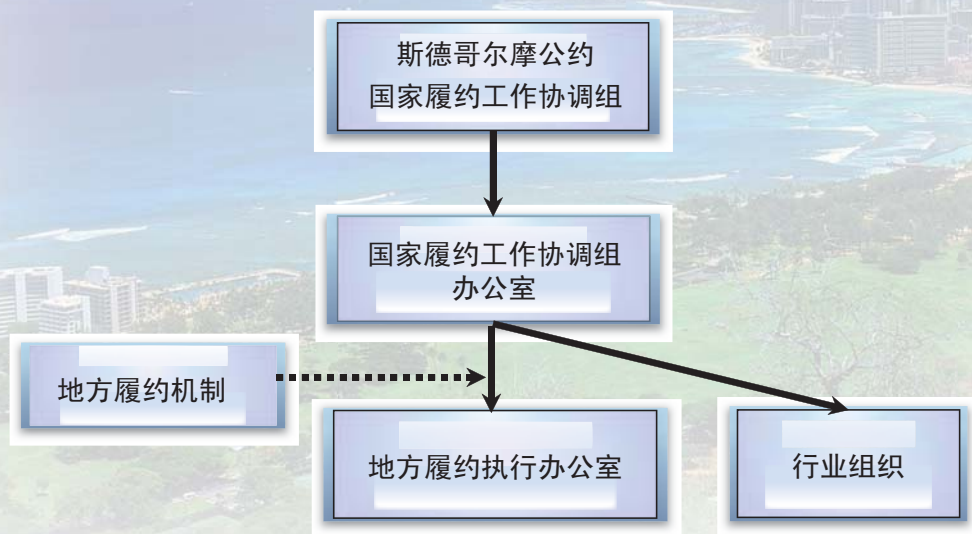 斯德哥尔摩公约
国家履约工作协调组
国家履约工作协调组
办公室
地方履约机制
地方履约执行办公室
行业组织